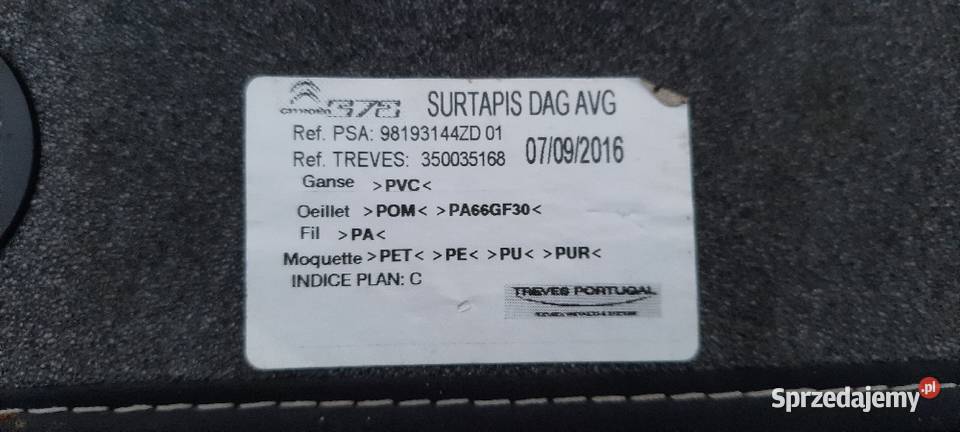 CITROËN B78 SURTAPIS DAG AVG
Ref. PSA: 98193144ZD 01
Ref. TREVES: 350035168 07/09/2016
Ganse >PVC<
Oeillet >POM< >PA66GF30<
Fil >PA<
Moquette >PET< >PE< >PU< >PUR<
INDICE PLAN: C
TREVES PORTUGAL
Sprzedajemy.pl